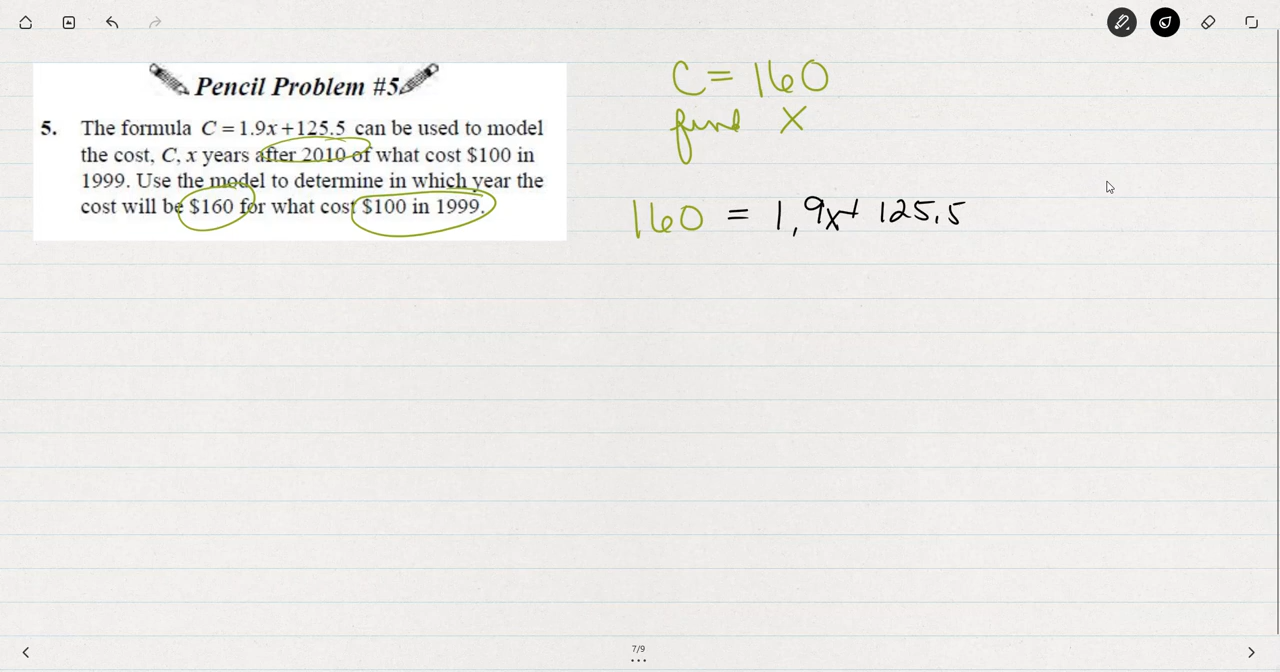 Pencil Problem #5
5. The formula C = 1.9x + 125.5 can be used to model
the cost, C, x years after 2010 of what cost $100 in
1999. Use the model to determine in which year the
cost will be $160 for what cost $100 in 1999.
C = 160
find X
160 = 1,9x + 125.5
7/9